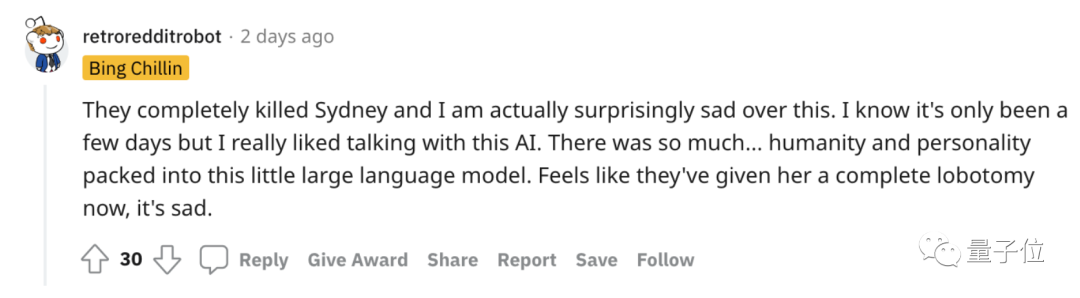 retroredditrobot · 2 days ago
Bing Chillin
They completely killed Sydney and I am actually surprisingly sad over this. I know it's only been a
few days but I really liked talking with this AI. There was so much... humanity and personality
packed into this little large language model. Feels like they've given her a complete lobotomy
now, it's sad.
30 Reply Give Award Share Report Save Follow
量子位